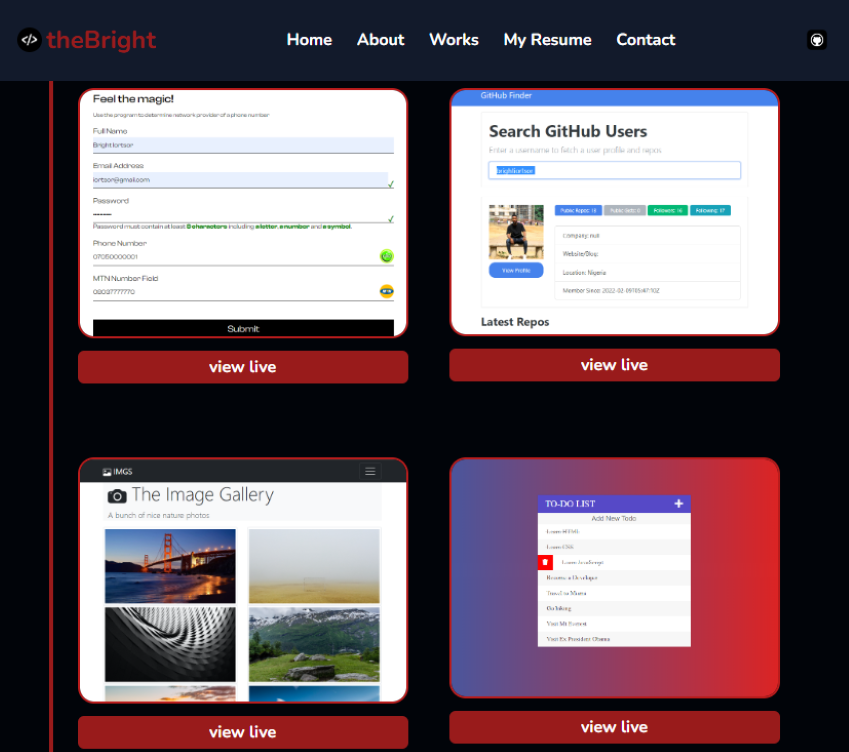 </> theBright
Home About Works My Resume Contact
Feel the magic!
Use the program to determine network provider of a phone number
Full Name
Bright Iortsor
Email Address
iortsor@gmail.com
Password
Password must contain at least 8 characters including a letter, a number and a symbol.
Phone Number
07050000001
MTN Number Field
08037777770
Submit
view live
GitHub Finder
Search GitHub Users
Enter a username to fetch a user profile and repos
brightiortsor
Public Repos: 18 Public Gists: 0 Followers: 16 Following: 37
Company: null
Website/Blog:
View Profile
Location: Nigeria
Member Since: 2022-02-09T05:47:10Z
Latest Repos
view live
IMGS
The Image Gallery
A bunch of nice nature photos
view live
TO-DO LIST
Add New Todo
Learn HTML
Learn CSS
Learn JavaScript
Become a Developer
Travel to Miami
Go hiking
Visit Mt Everest
Visit Ex President Obama
view live